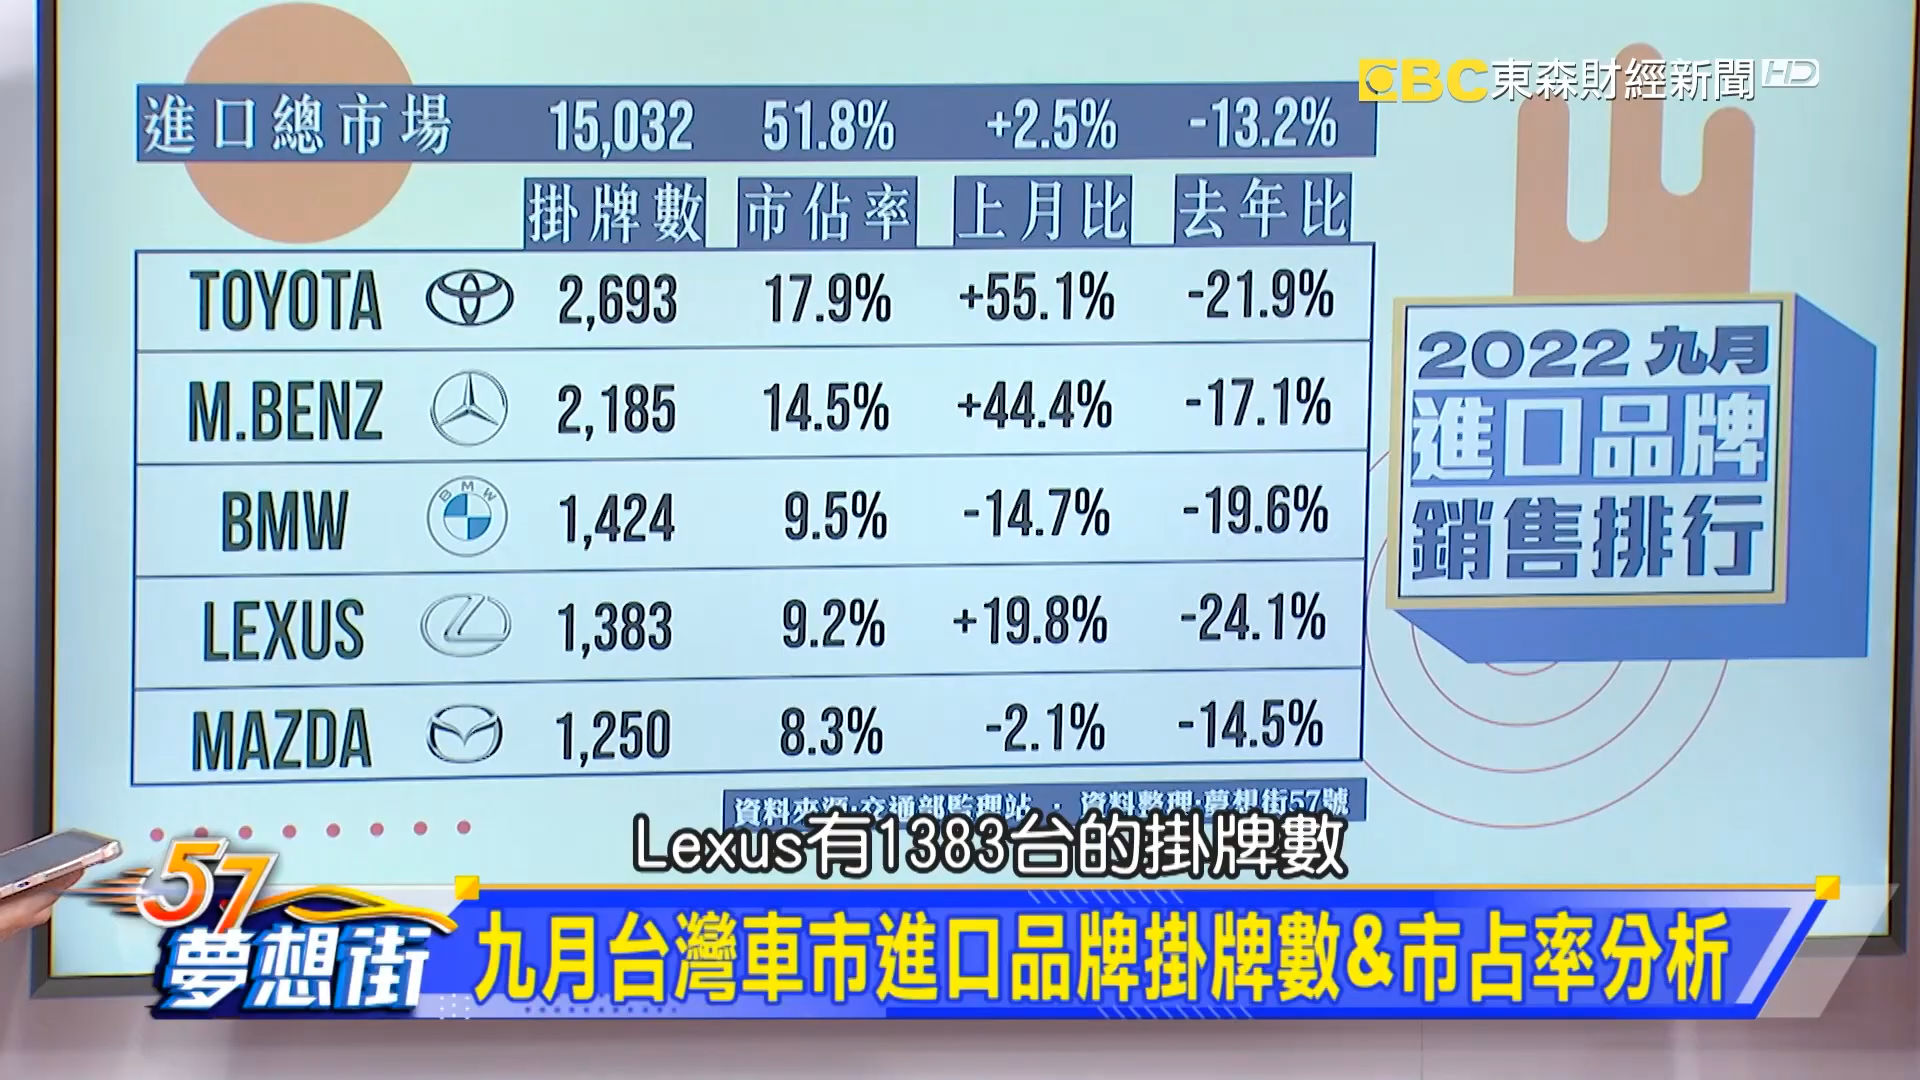 EBC 東森財經新聞 HD
進口總市場 15,032 51.8% +2.5% -13.2%
掛牌數 市佔率 上月比 去年比
TOYOTA 2,693 17.9% +55.1% -21.9%
M.BENZ 2,185 14.5% +44.4% -17.1%
BMW BMW 1,424 9.5% -14.7% -19.6%
LEXUS 1,383 9.2% +19.8% -24.1%
MAZDA 1,250 8.3% -2.1% -14.5%
2022 九月
進口品牌
銷售排行
資料來源:交通部監理站 · 資料整理:夢想街57號
Lexus有1383台的掛牌數
57
夢想街
九月台灣車市進口品牌掛牌數&市占率分析